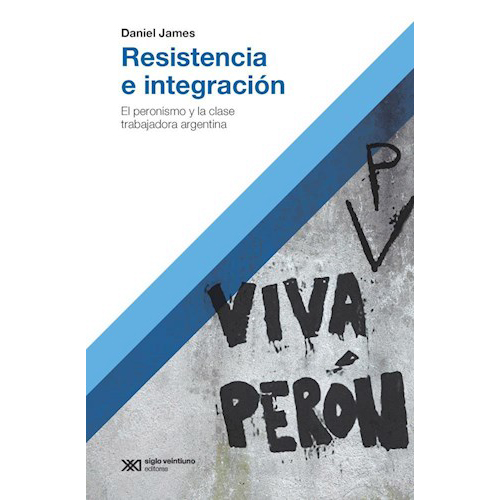 Daniel James
Resistencia
e integración
El peronismo y la clase
trabajadora argentina
P
V
VIVA
PERÓN
siglo veintiuno
editores